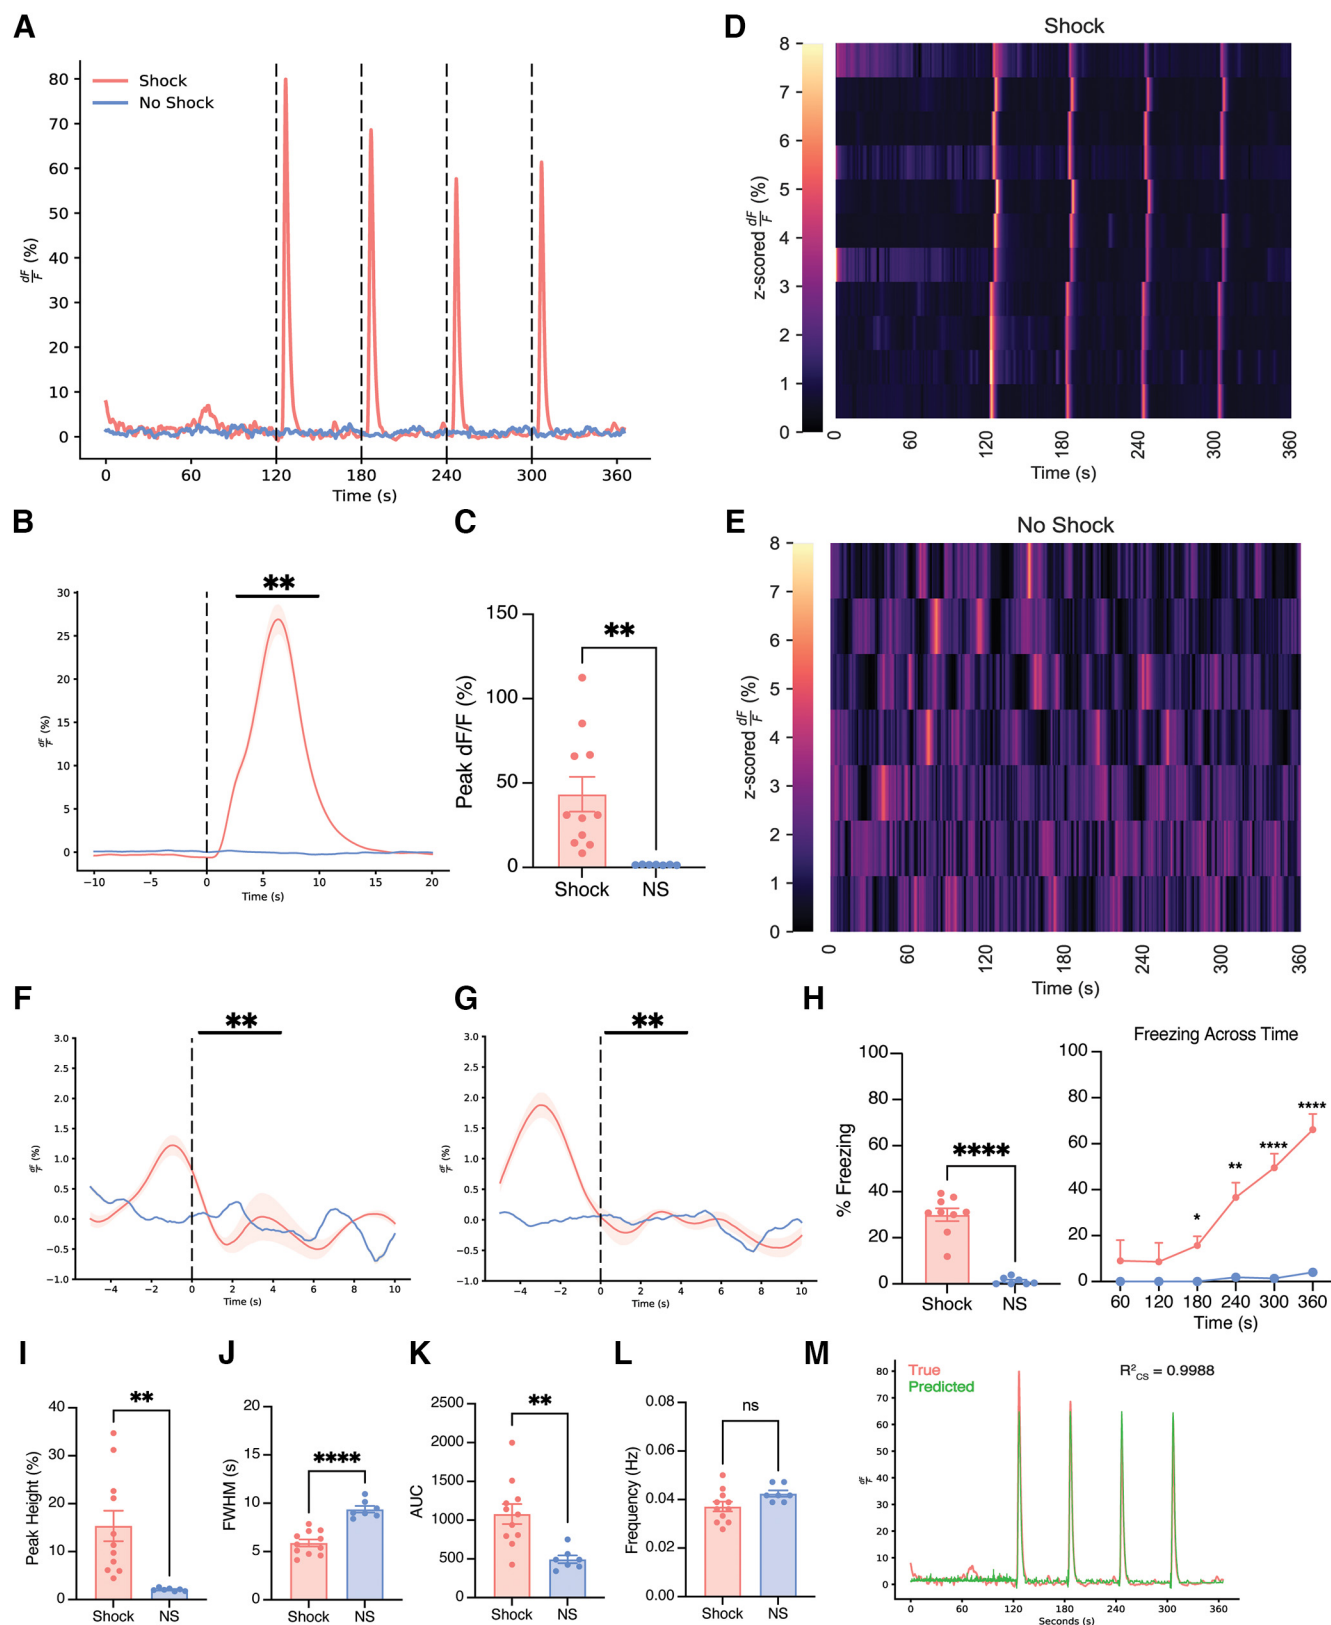 A
Shock
No Shock
80
70
60
50
40
30
20
10
0
dF/F (%)
0 60 120 180 240 300 360
Time (s)
D
Shock
8
7
6
5
4
3
2
1
0
z-scored dF/F (%)
0 60 120 180 240 300 360
Time (s)
B
**
30
25
20
15
10
5
0
dF/F (%)
−10 −5 0 5 10 15 20
Time (s)
C
**
150
100
50
0
Peak dF/F (%)
Shock NS
E
No Shock
8
7
6
5
4
3
2
1
0
z-scored dF/F (%)
0 60 120 180 240 300 360
Time (s)
F
**
3.0
2.5
2.0
1.5
1.0
0.5
0.0
−0.5
−1.0
dF/F (%)
−4 −2 0 2 4 6 8 10
Time (s)
G
**
3.0
2.5
2.0
1.5
1.0
0.5
0.0
−0.5
−1.0
dF/F (%)
−4 −2 0 2 4 6 8 10
Time (s)
H
****
100
80
60
40
20
0
% Freezing
Shock NS
Freezing Across Time
100
80
60
40
20
0
* ** **** ****
60 120 180 240 300 360
Time (s)
I
**
40
30
20
10
0
Peak Height (%)
Shock NS
J
****
20
15
10
5
0
FWHM (s)
Shock NS
K
**
2500
2000
1500
1000
500
0
AUC
Shock NS
L
ns
0.08
0.06
0.04
0.02
0.00
Frequency (Hz)
Shock NS
M
True
Predicted
R²CS = 0.9988
80
70
60
50
40
30
20
10
0
dF/F
0 60 120 180 240 300 360
Seconds (s)